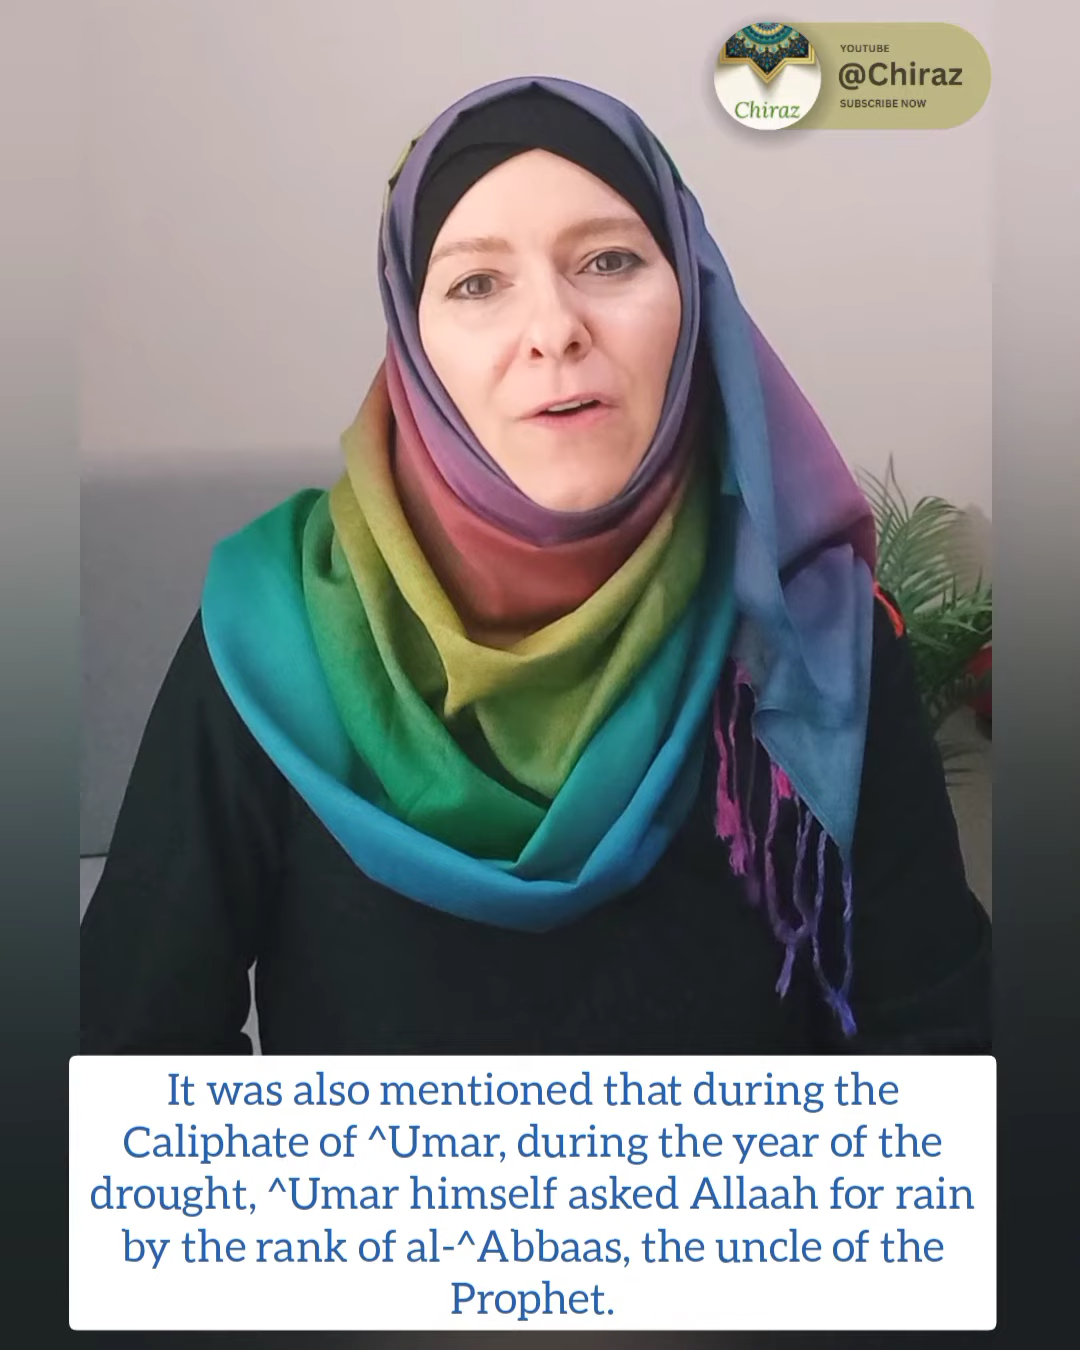 YOUTUBE
@Chiraz
SUBSCRIBE NOW
Chiraz
It was also mentioned that during the
Caliphate of ^Umar, during the year of the
drought, ^Umar himself asked Allaah for rain
by the rank of al-^Abbaas, the uncle of the
Prophet.